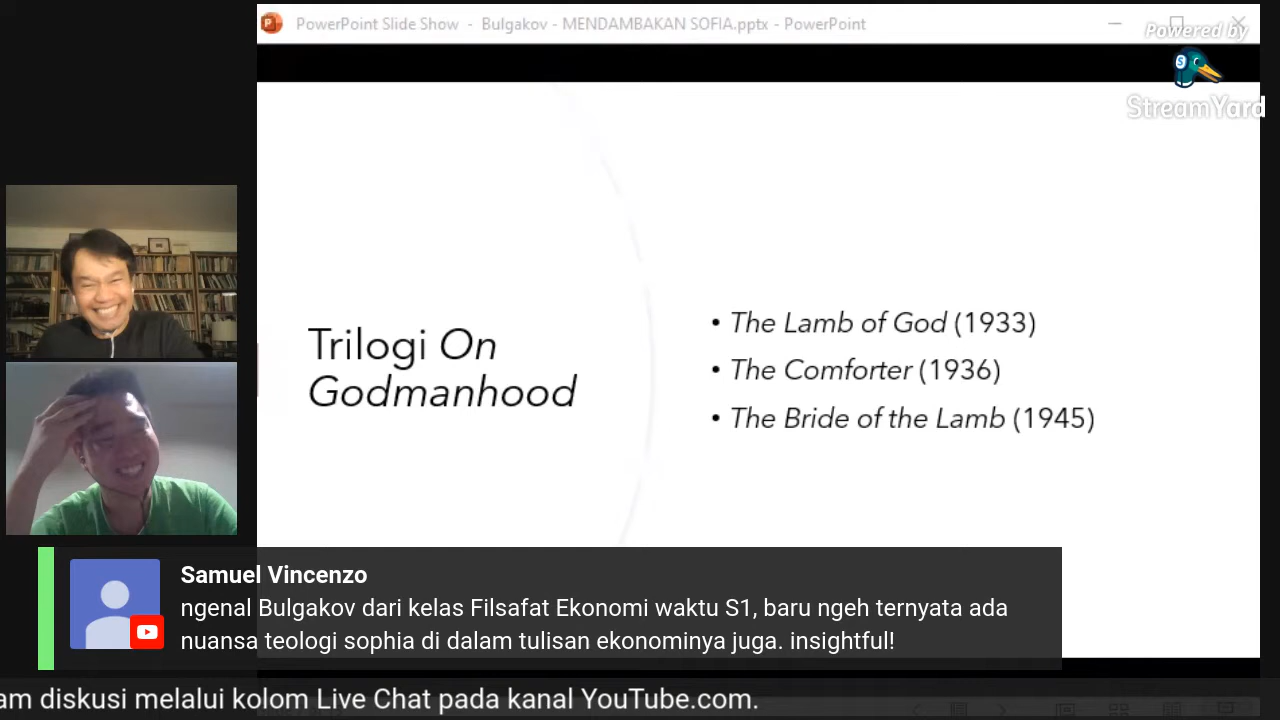 PowerPoint Slide Show - Bulgakov - MENDAMBAKAN SOFIA.pptx - PowerPoint
Powered by
StreamYard
Trilogi On
Godmanhood
• The Lamb of God (1933)
• The Comforter (1936)
• The Bride of the Lamb (1945)
Samuel Vincenzo
ngenal Bulgakov dari kelas Filsafat Ekonomi waktu S1, baru ngeh ternyata ada
nuansa teologi sophia di dalam tulisan ekonominya juga. insightful!
am diskusi melalui kolom Live Chat pada kanal YouTube.com.